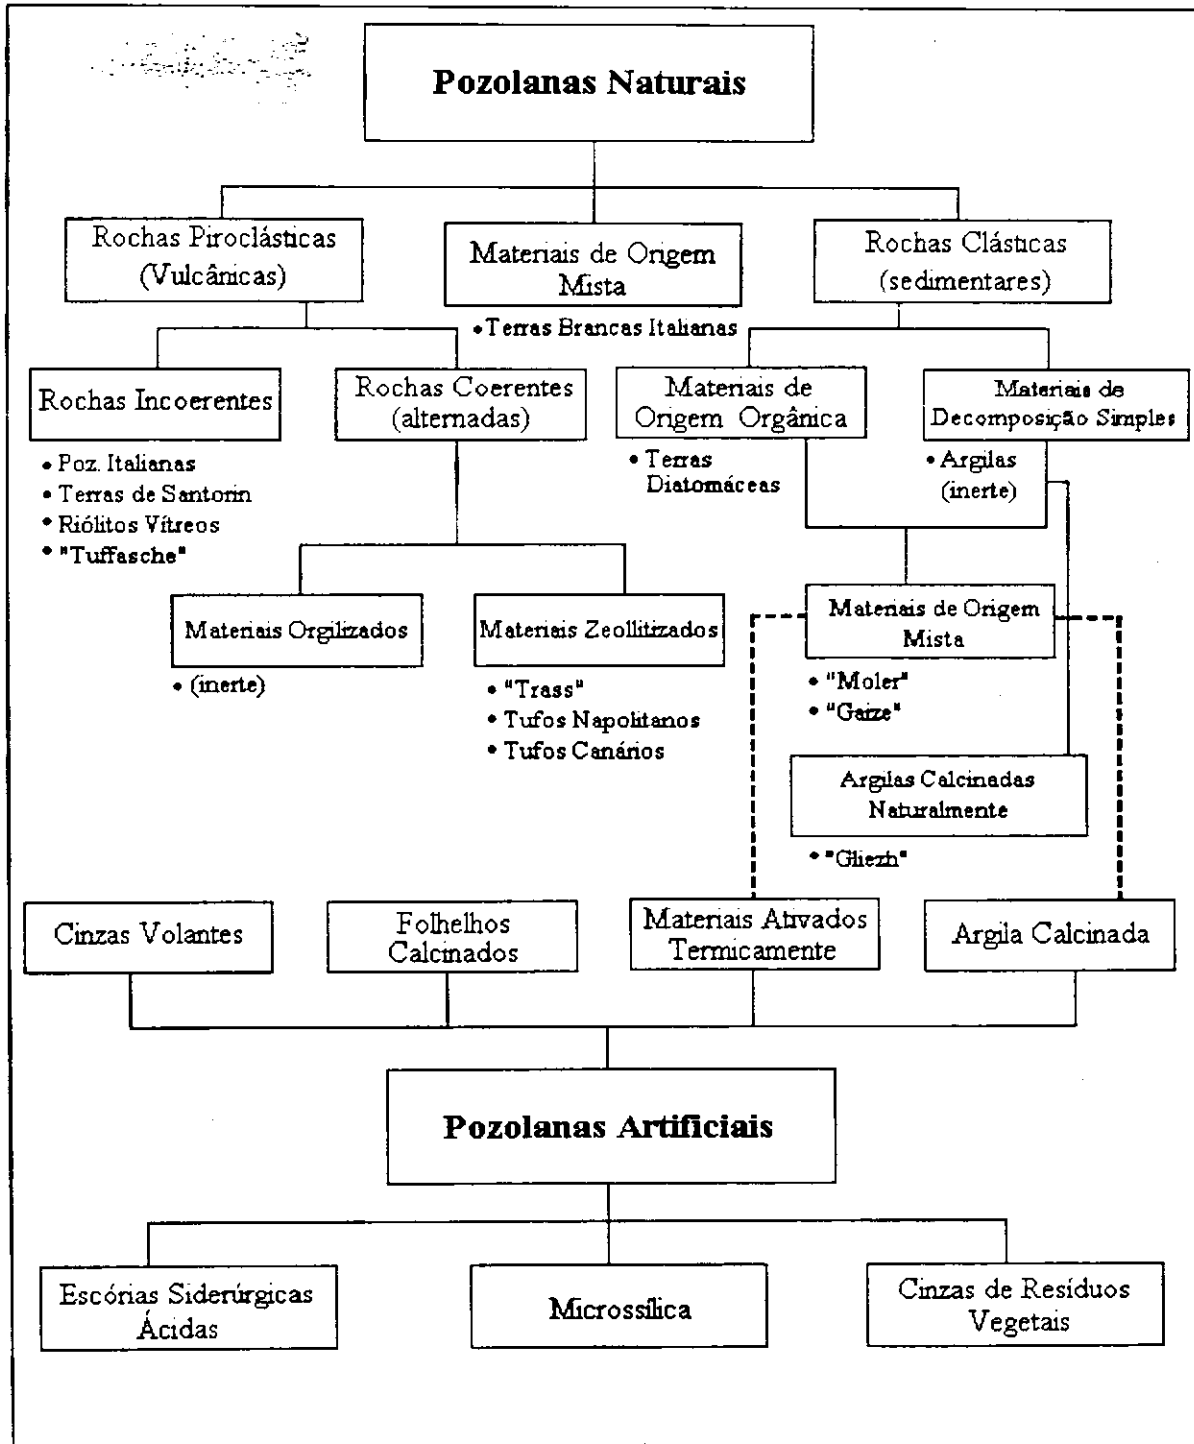 Pozolanas Naturais
Rochas Piroclásticas
(Vulcânicas)
Materiais de Origem
Mista
• Terras Brancas Italianas
Rochas Clásticas
(sedimentares)
Rochas Incoerentes
• Poz. Italianas
• Terras de Santorin
• Riólitos Vítreos
• "Tuffasche"
Rochas Coerentes
(alternadas)
Materiais de
Origem Orgânica
• Terras
Diatomáceas
Materiais de
Decomposição Simples
• Argilas
(inerte)
Materiais Orgilizados
• (inerte)
Materiais Zeollitizados
• "Trass"
• Tufos Napolitanos
• Tufos Canários
Materiais de Origem
Mista
• "Moler"
• "Gaize"
Argilas Calcinadas
Naturalmente
• "Gliezh"
Cinzas Volantes
Folhelhos
Calcinados
Materiais Ativados
Termicamente
Argila Calcinada
Pozolanas Artificiais
Escórias Siderúrgicas
Ácidas
Microssílica
Cinzas de Resíduos
Vegetais